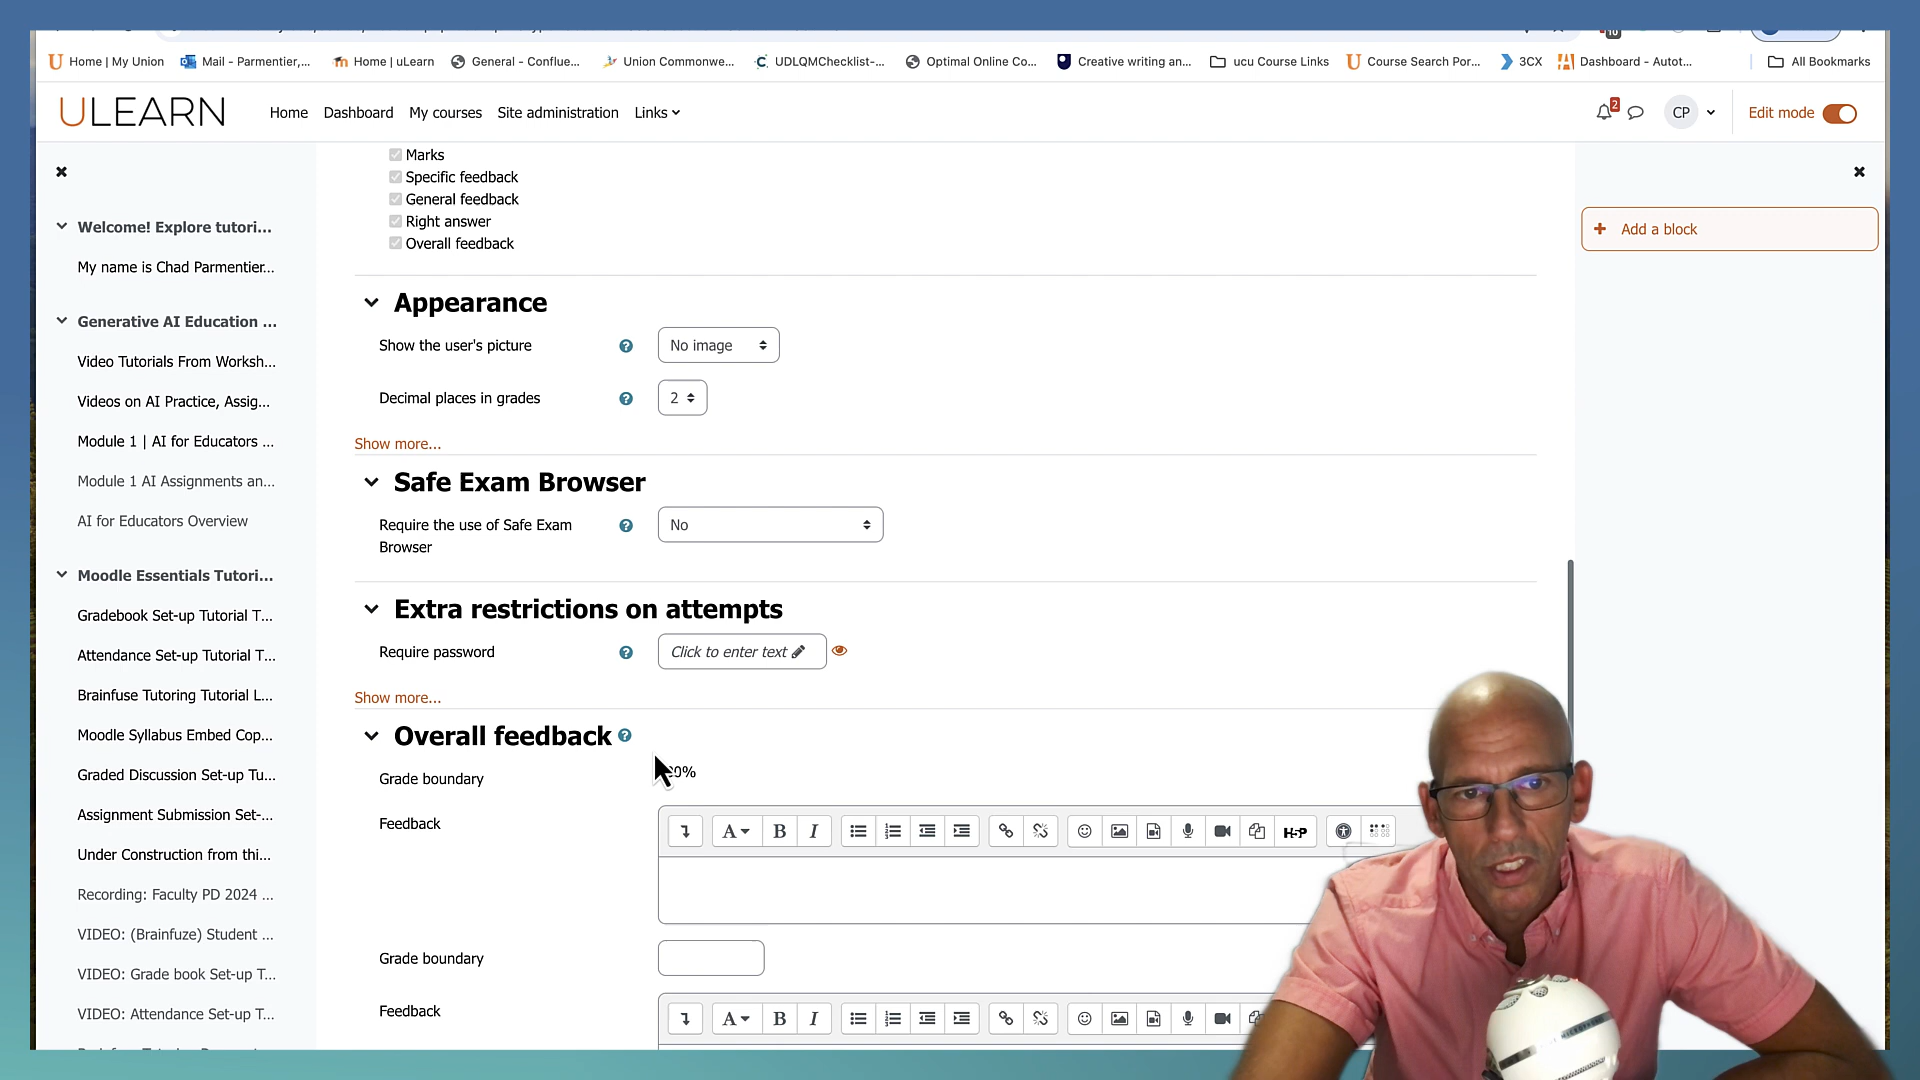 Home | My Union
Mail - Parmentier,...
Home | uLearn
General - Conflue...
Union Commonwe...
UDLQMChecklist-...
Optimal Online Co...
Creative writing an...
ucu Course Links
Course Search Por...
3CX
Dashboard - Autot...
All Bookmarks
ULEARN
Home
Dashboard
My courses
Site administration
Links
2
CP
Edit mode
Welcome! Explore tutori...
My name is Chad Parmentier...
Generative AI Education ...
Video Tutorials From Worksh...
Videos on AI Practice, Assig...
Module 1 | AI for Educators ...
Module 1 AI Assignments an...
AI for Educators Overview
Moodle Essentials Tutori...
Gradebook Set-up Tutorial T...
Attendance Set-up Tutorial T...
Brainfuse Tutoring Tutorial L...
Moodle Syllabus Embed Cop...
Graded Discussion Set-up Tu...
Assignment Submission Set-...
Under Construction from thi...
Recording: Faculty PD 2024 ...
VIDEO: (Brainfuze) Student ...
VIDEO: Grade book Set-up T...
VIDEO: Attendance Set-up T...
Marks
Specific feedback
General feedback
Right answer
Overall feedback
Appearance
Show the user's picture
No image
Decimal places in grades
2
Show more...
Safe Exam Browser
Require the use of Safe Exam
Browser
No
Extra restrictions on attempts
Require password
Click to enter text
Show more...
Overall feedback
Grade boundary
Feedback
A
B
I
H-P
Grade boundary
Feedback
A
B
I
Add a block